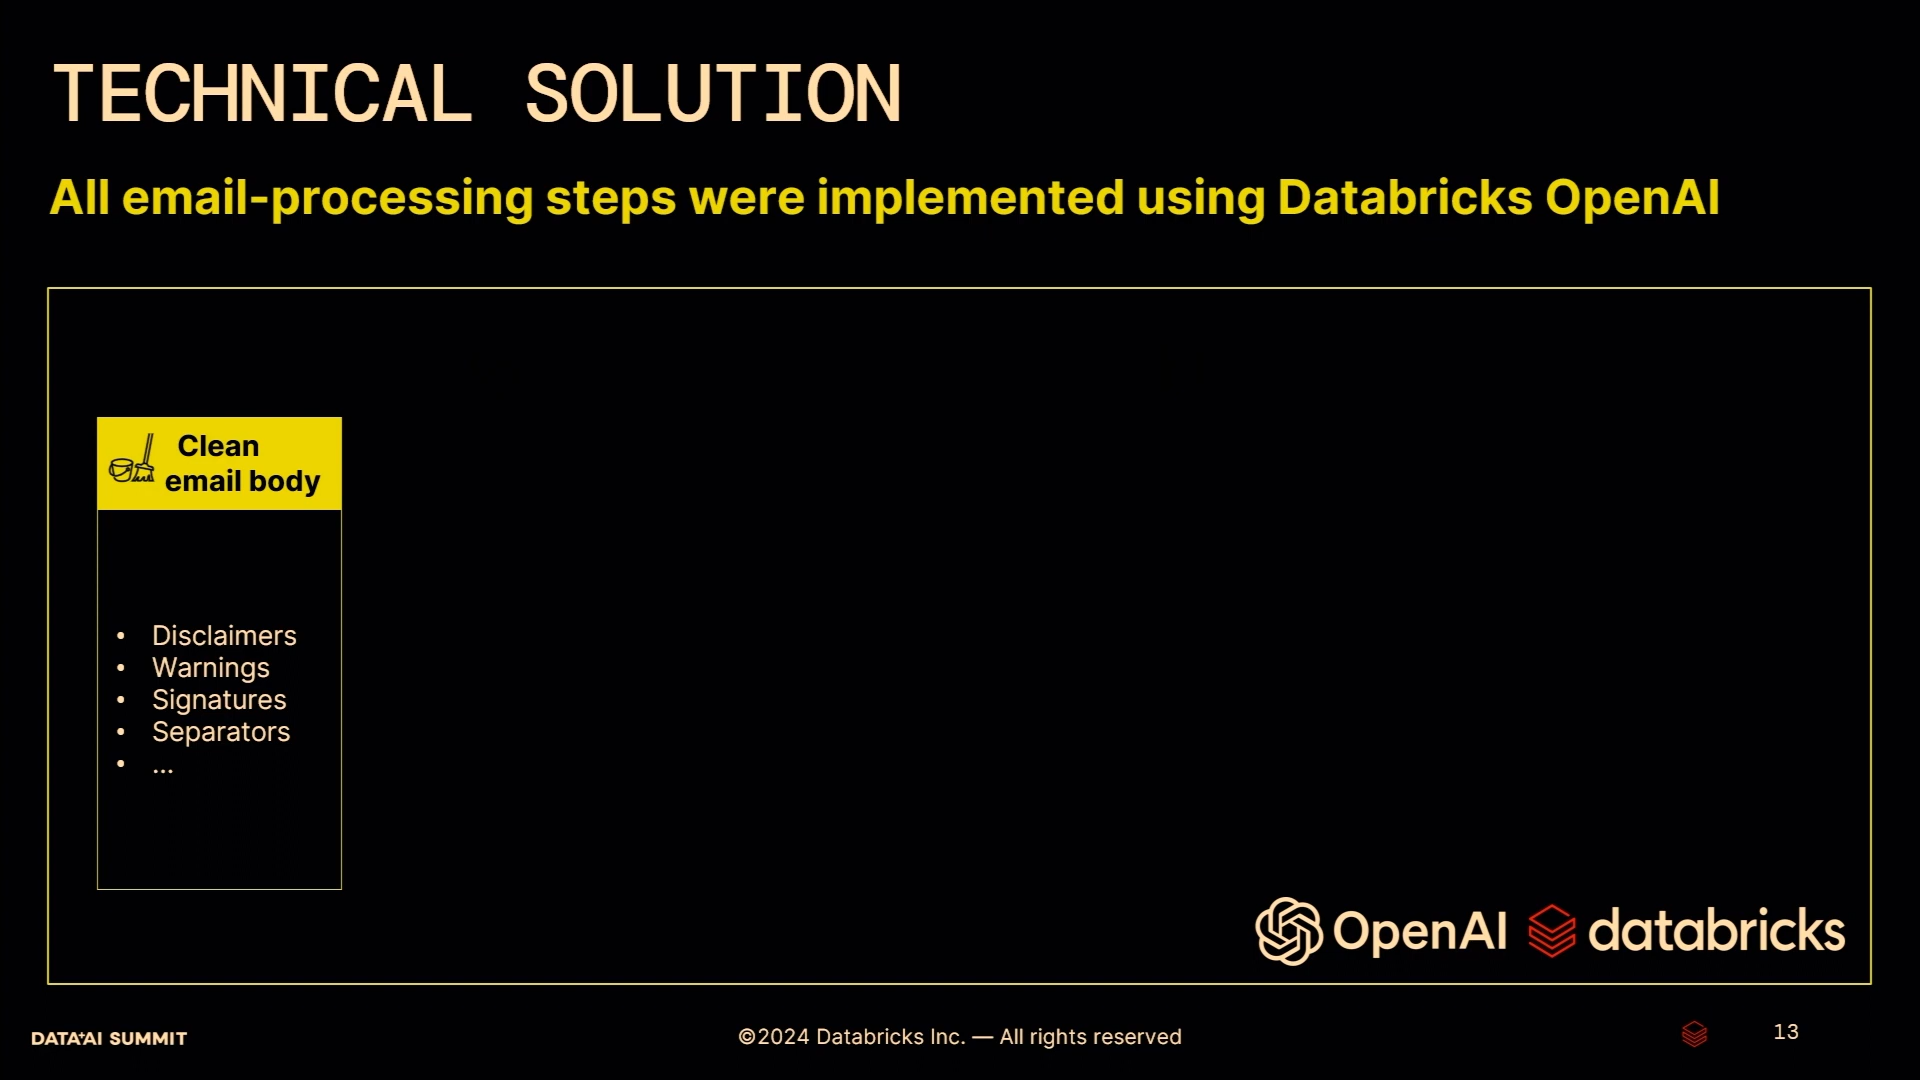 TECHNICAL SOLUTION
All email-processing steps were implemented using Databricks OpenAI
Clean
email body
• Disclaimers
• Warnings
• Signatures
• Separators
• ...
OpenAI databricks
DATA+AI SUMMIT
©2024 Databricks Inc. — All rights reserved
13